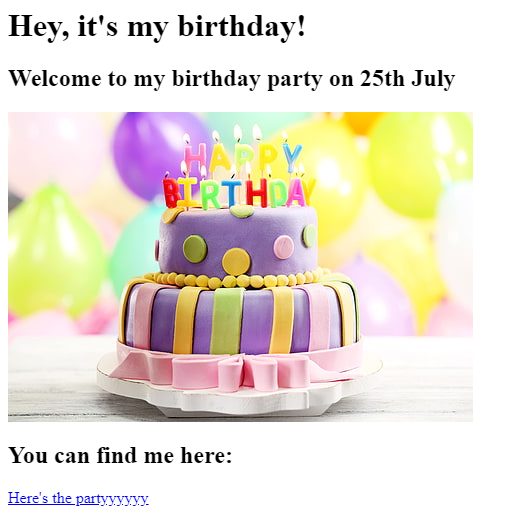 Hey, it's my birthday!
Welcome to my birthday party on 25th July
HAPPY
BIRTHDAY
You can find me here:
Here's the partyyyyyy